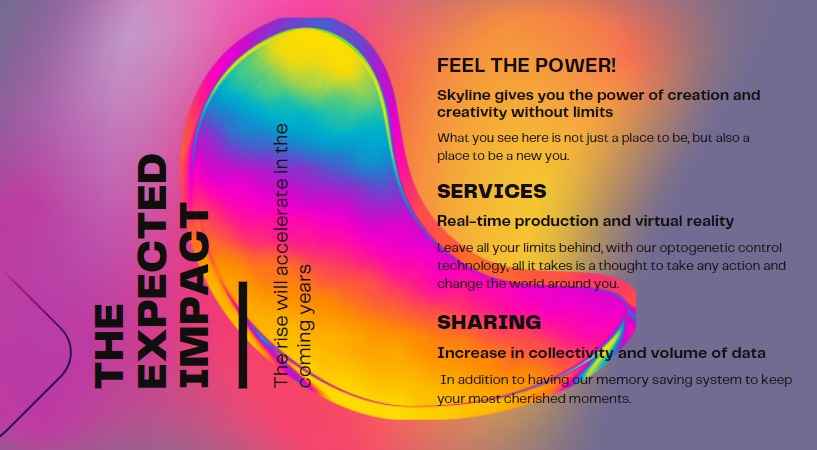 THE
EXPECTED
IMPACT
The rise will accelerate in the
coming years
FEEL THE POWER!
Skyline gives you the power of creation and
creativity without limits
What you see here is not just a place to be, but also a
place to be a new you.
SERVICES
Real-time production and virtual reality
Leave all your limits behind, with our optogenetic control
technology, all it takes is a thought to take any action and
change the world around you.
SHARING
Increase in collectivity and volume of data
In addition to having our memory saving system to keep
your most cherished moments.